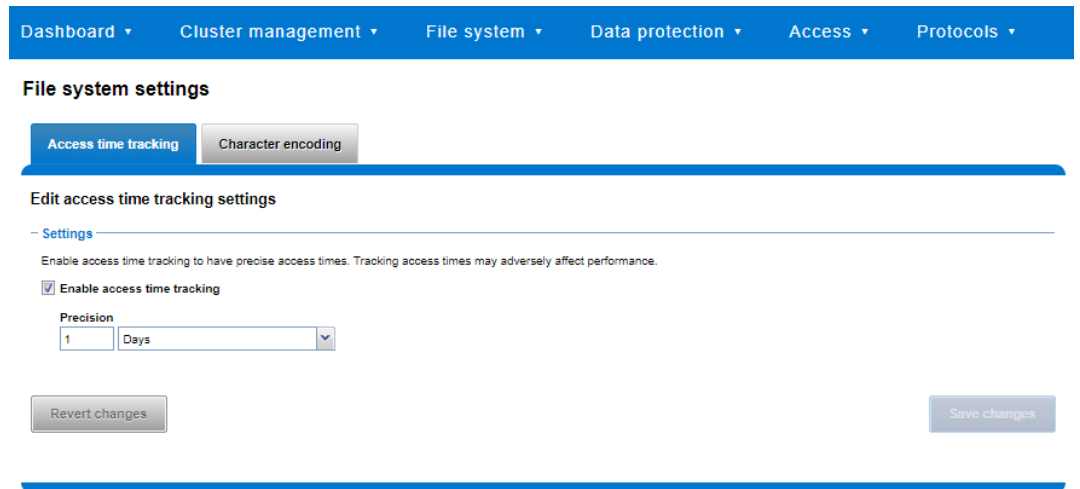 Dashboard Cluster management File system Data protection Access Protocols
File system settings
Access time tracking Character encoding
Edit access time tracking settings
Settings
Enable access time tracking to have precise access times. Tracking access times may adversely affect performance.
Enable access time tracking
Precision
1 Days
Revert changes Save changes